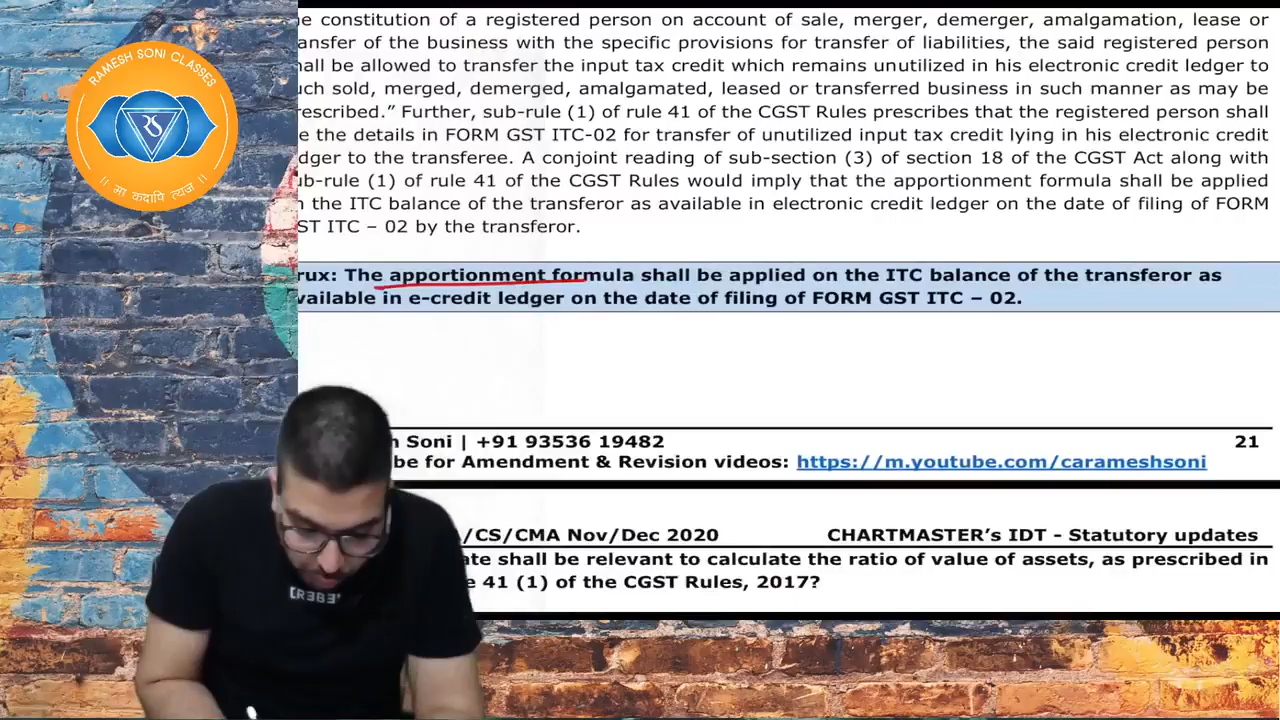 RAMESH SONI CLASSES
।। मा कदापि त्यज ।।
e constitution of a registered person on account of sale, merger, demerger, amalgamation, lease or
ansfer of the business with the specific provisions for transfer of liabilities, the said registered person
hall be allowed to transfer the input tax credit which remains unutilized in his electronic credit ledger to
uch sold, merged, demerged, amalgamated, leased or transferred business in such manner as may be
rescribed.” Further, sub-rule (1) of rule 41 of the CGST Rules prescribes that the registered person shall
e the details in FORM GST ITC-02 for transfer of unutilized input tax credit lying in his electronic credit
dger to the transferee. A conjoint reading of sub-section (3) of section 18 of the CGST Act along with
ub-rule (1) of rule 41 of the CGST Rules would imply that the apportionment formula shall be applied
n the ITC balance of the transferor as available in electronic credit ledger on the date of filing of FORM
ST ITC – 02 by the transferor.
rux: The apportionment formula shall be applied on the ITC balance of the transferor as
vailable in e-credit ledger on the date of filing of FORM GST ITC – 02.
h Soni | +91 93536 19482 21
be for Amendment & Revision videos: https://m.youtube.com/carameshsoni
/CS/CMA Nov/Dec 2020 CHARTMASTER’s IDT - Statutory updates
ate shall be relevant to calculate the ratio of value of assets, as prescribed in
e 41 (1) of the CGST Rules, 2017?